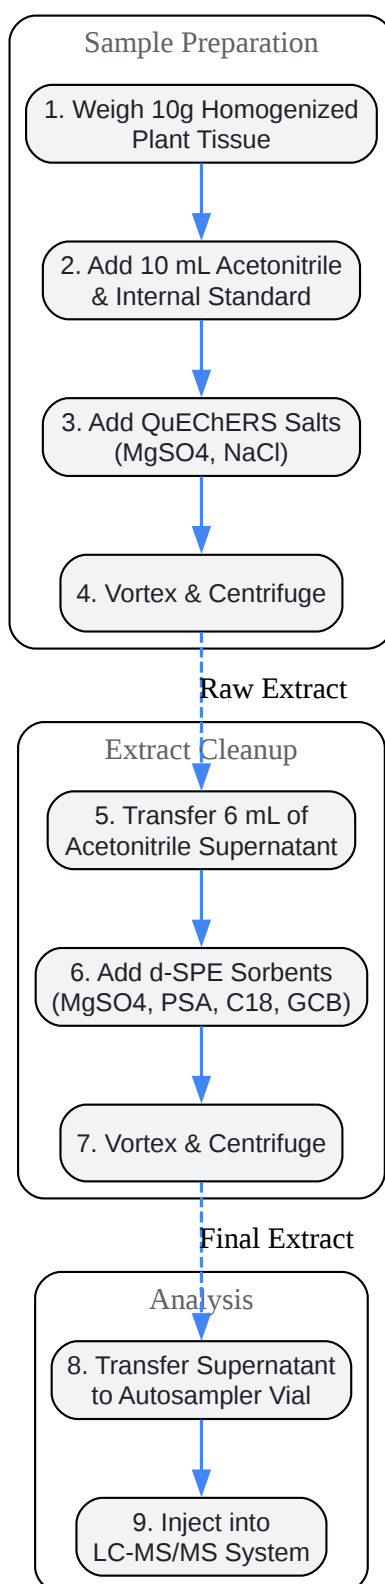 Sample Preparation
1. Weigh 10g Homogenized
Plant Tissue
2. Add 10 mL Acetonitrile
& Internal Standard
3. Add QuEChERS Salts
(MgSO4, NaCl)
4. Vortex & Centrifuge
Raw Extract
Extract Cleanup
5. Transfer 6 mL of
Acetonitrile Supernatant
6. Add d-SPE Sorbents
(MgSO4, PSA, C18, GCB)
7. Vortex & Centrifuge
Final Extract
Analysis
8. Transfer Supernatant
to Autosampler Vial
9. Inject into
LC-MS/MS System